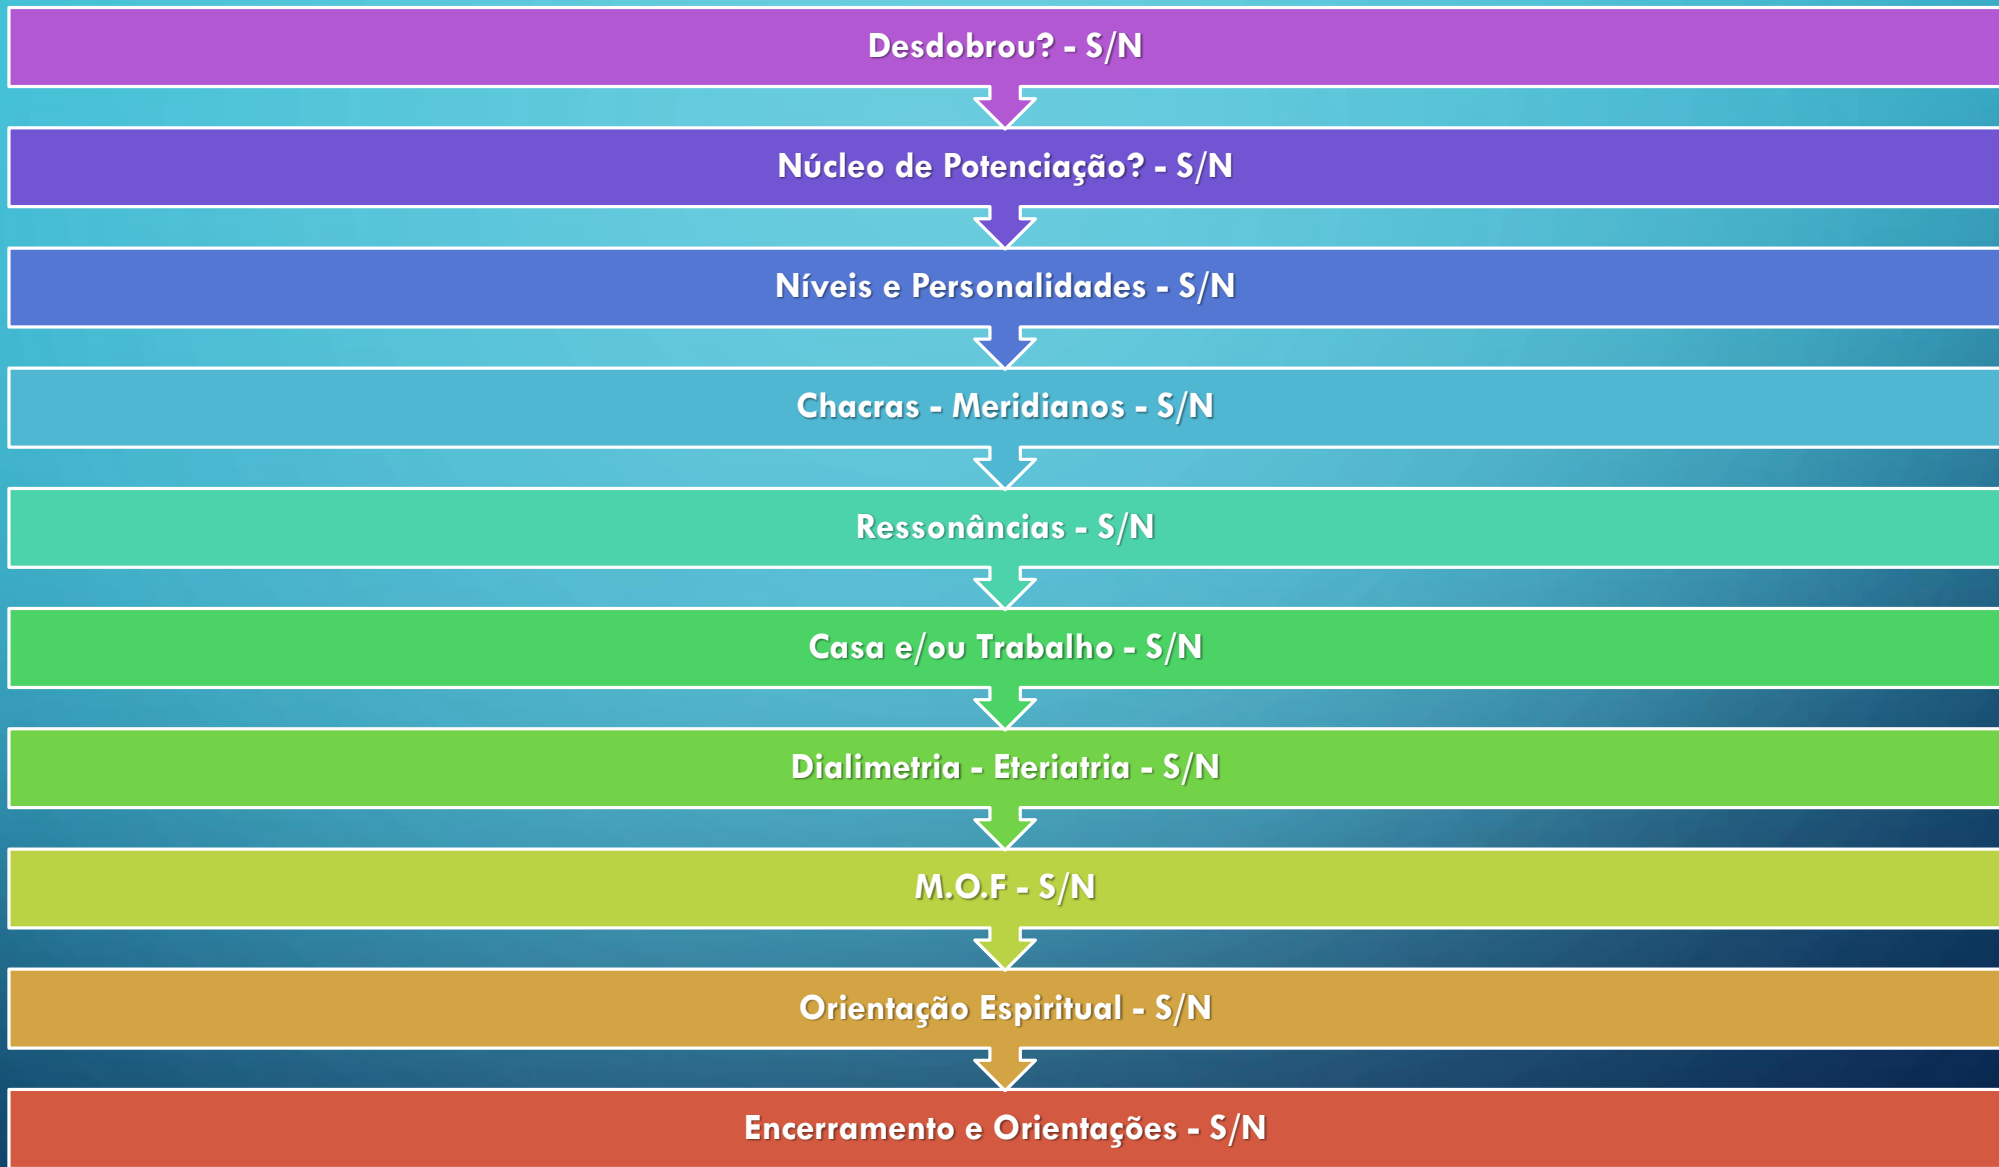 Desdobrou? - S/N
Núcleo de Potenciação? - S/N
Níveis e Personalidades - S/N
Chacras - Meridianos - S/N
Ressonâncias - S/N
Casa e/ou Trabalho - S/N
Dialimetria - Eteriatria - S/N
M.O.F - S/N
Orientação Espiritual - S/N
Encerramento e Orientações - S/N